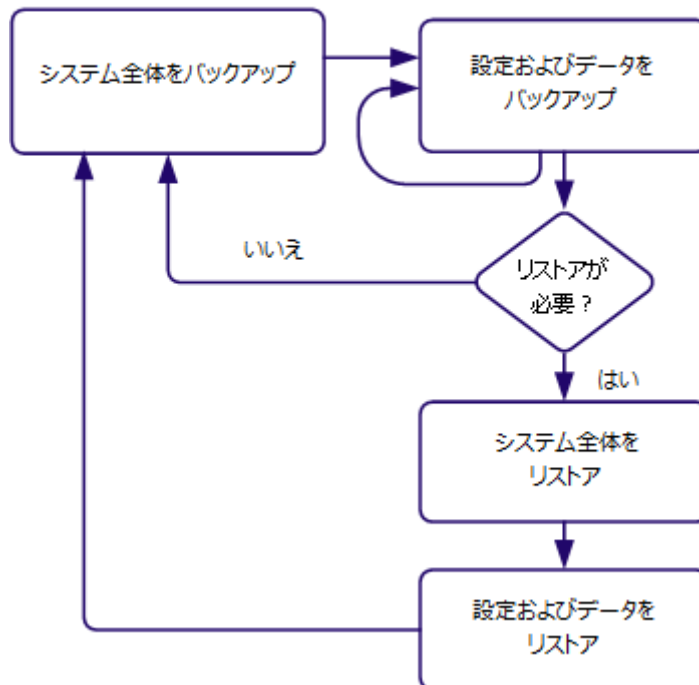 システム全体をバックアップ
設定およびデータを
バックアップ
いいえ
リストアが
必要？
はい
システム全体を
リストア
設定およびデータを
リストア